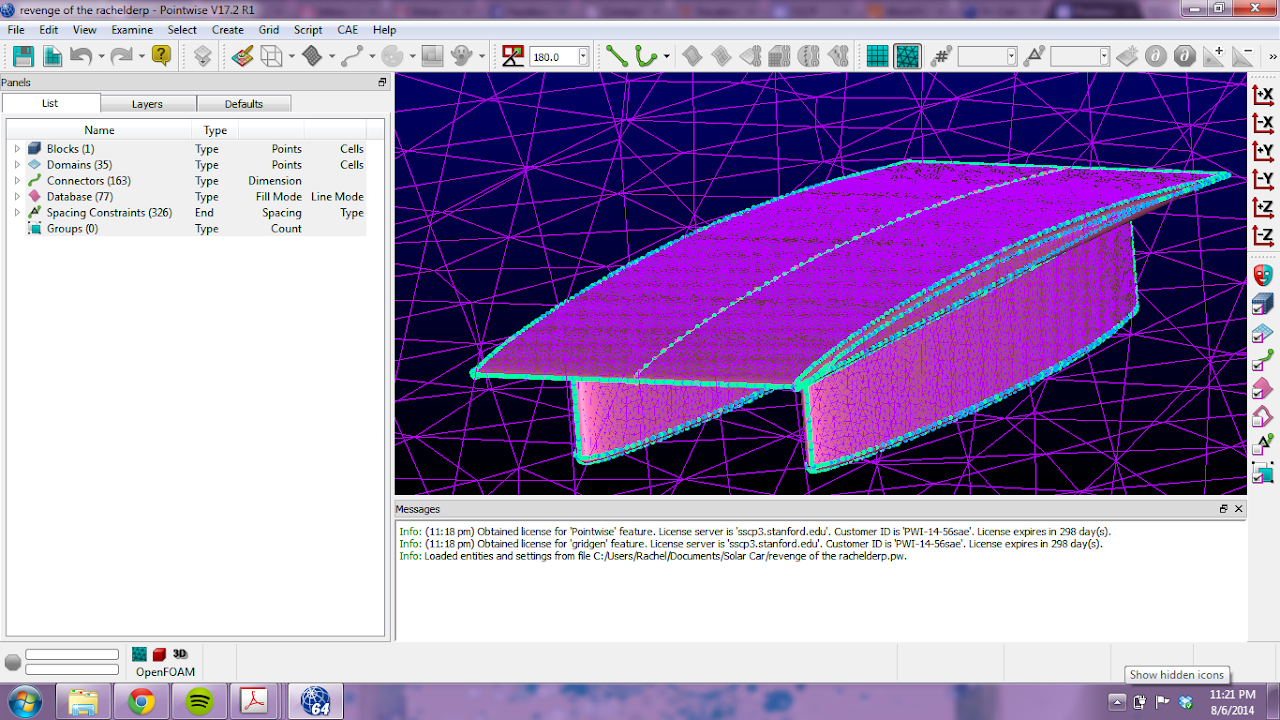 revenge of the rachelderp - Pointwise V17.2 R1
File Edit View Examine Select Create Grid Script CAE Help
180.0
Panels
List Layers Defaults
Name Type
Blocks (1) Type Points Cells
Domains (35) Type Points Cells
Connectors (163) Type Dimension
Database (77) Type Fill Mode Line Mode
Spacing Constraints (326) End Spacing Type
Groups (0) Type Count
+X
-X
+Y
-Y
+Z
-Z
Messages
Info: (11:18 pm) Obtained license for 'Pointwise' feature. License server is 'sscp3.stanford.edu'. Customer ID is 'PWI-14-56sae'. License expires in 298 day(s).
Info: (11:18 pm) Obtained license for 'gridgen' feature. License server is 'sscp3.stanford.edu'. Customer ID is 'PWI-14-56sae'. License expires in 298 day(s).
Info: Loaded entities and settings from file C:/Users/Rachel/Documents/Solar Car/revenge of the rachelderp.pw.
3D
OpenFOAM
Show hidden icons
64
11:21 PM
8/6/2014